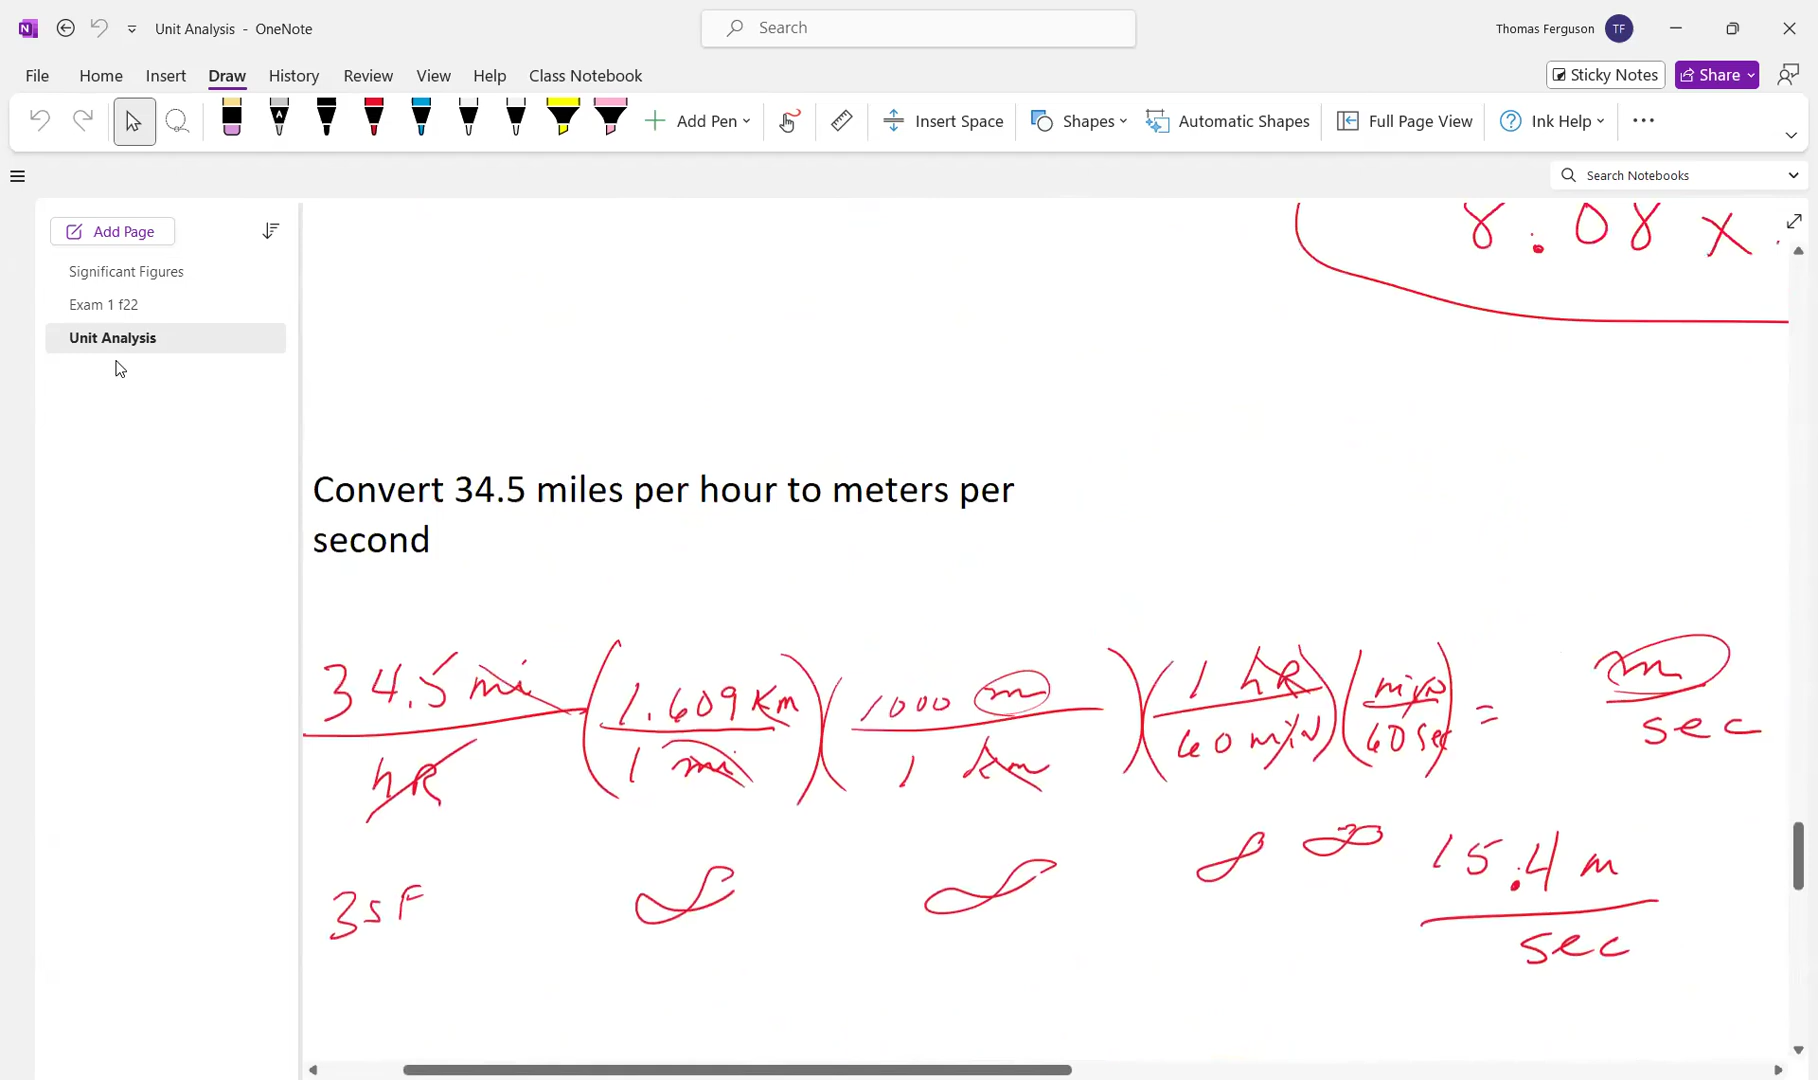 Unit Analysis - OneNote
Search
Thomas Ferguson TF
File Home Insert Draw History Review View Help Class Notebook
Sticky Notes Share
Add Pen Insert Space Shapes Automatic Shapes Full Page View Ink Help
Search Notebooks
Add Page
Significant Figures
Exam 1 f22
Unit Analysis
8.08 x
Convert 34.5 miles per hour to meters per
second
34.5 mi (1.609 Km) (1000 m) (1 hR) (min) = m
hR 1 mi 1 km 60 min 60 sec sec
3 SF ∞ ∞ ∞ ∞ 15.4 m
sec